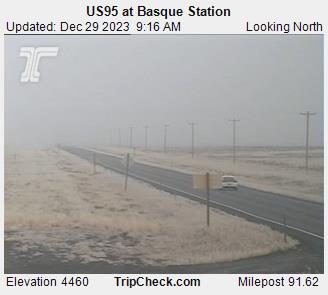 US95 at Basque Station
Updated: Dec 29 2023 9:16 AM Looking North
Elevation 4460 TripCheck.com Milepost 91.62